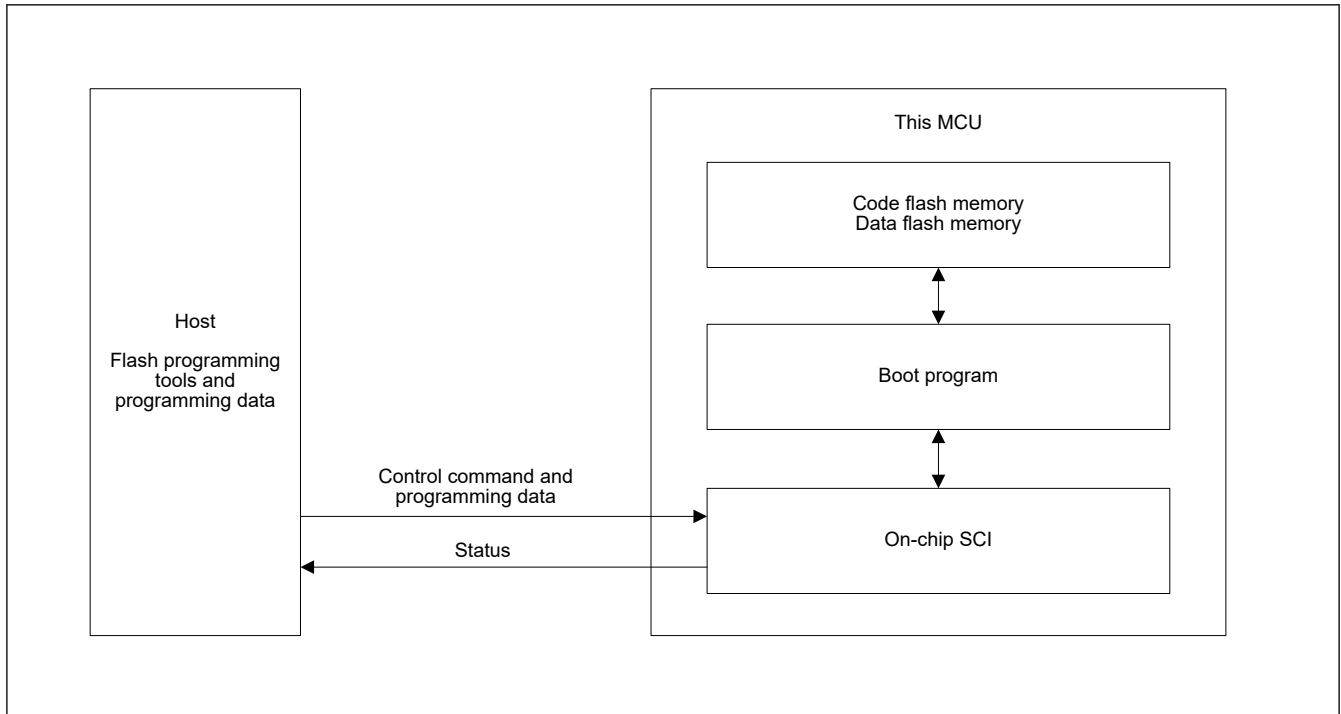 Host
Flash programming
tools and
programming data
Control command and
programming data
Status
This MCU
Code flash memory
Data flash memory
Boot program
On-chip SCI